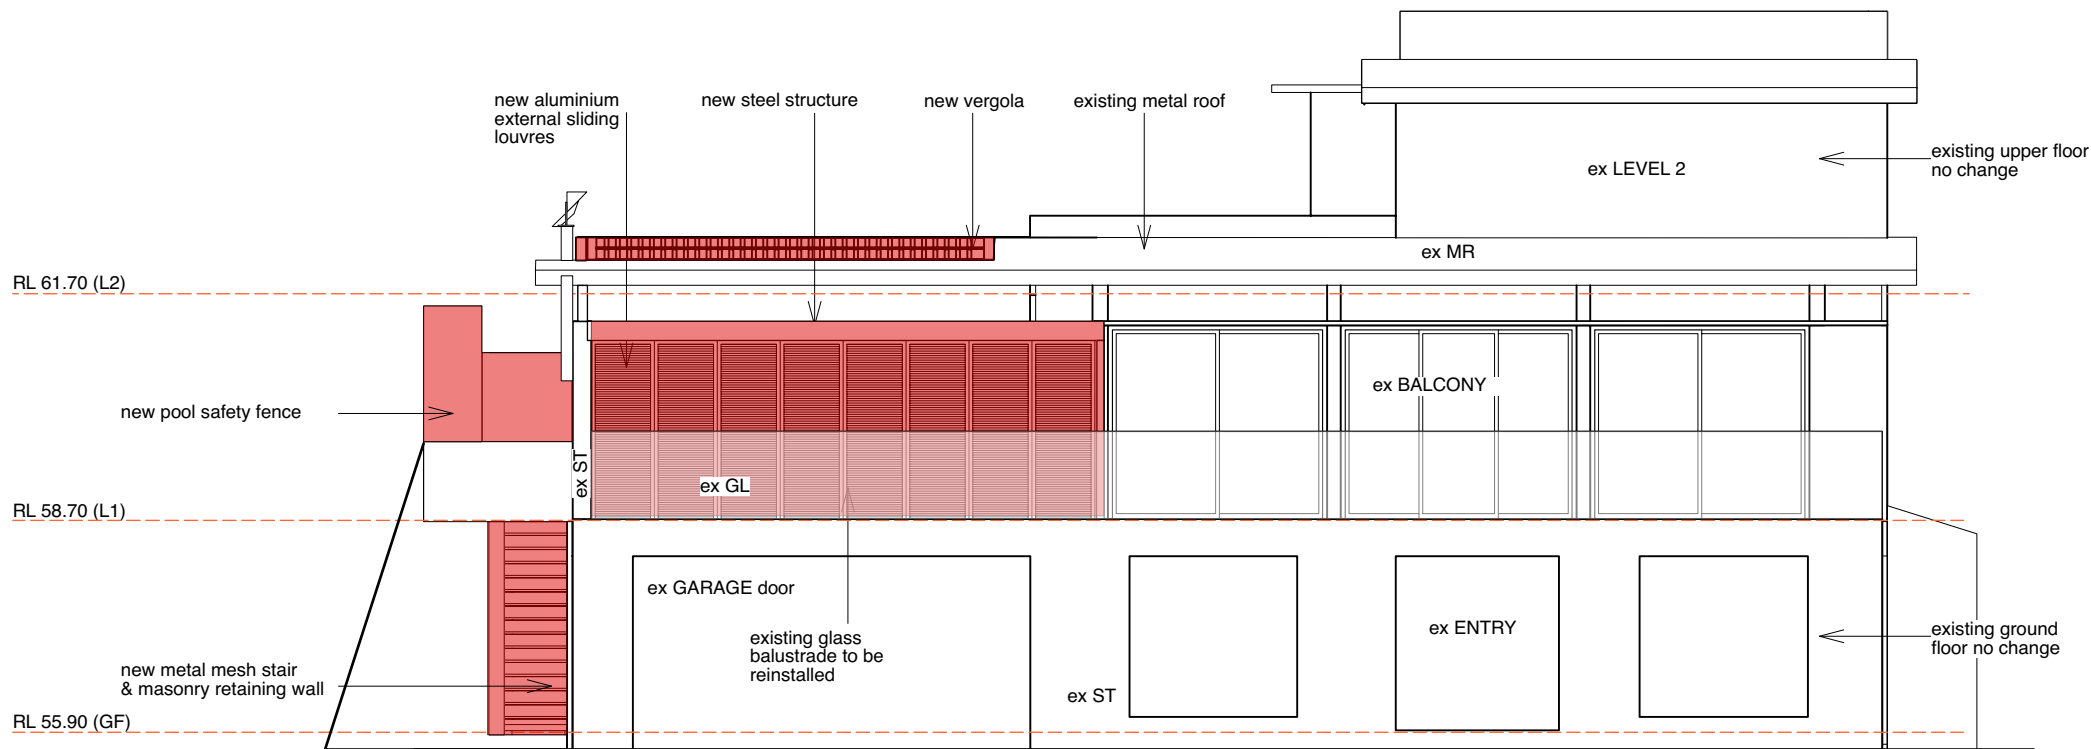 new aluminium
external sliding
louvres
new steel structure
new vergola
existing metal roof
existing upper floor
no change
ex LEVEL 2
ex MR
RL 61.70 (L2)
ex BALCONY
new pool safety fence
ex ST
ex GL
RL 58.70 (L1)
ex GARAGE door
existing glass
balustrade to be
reinstalled
ex ENTRY
existing ground
floor no change
new metal mesh stair
& masonry retaining wall
ex ST
RL 55.90 (GF)